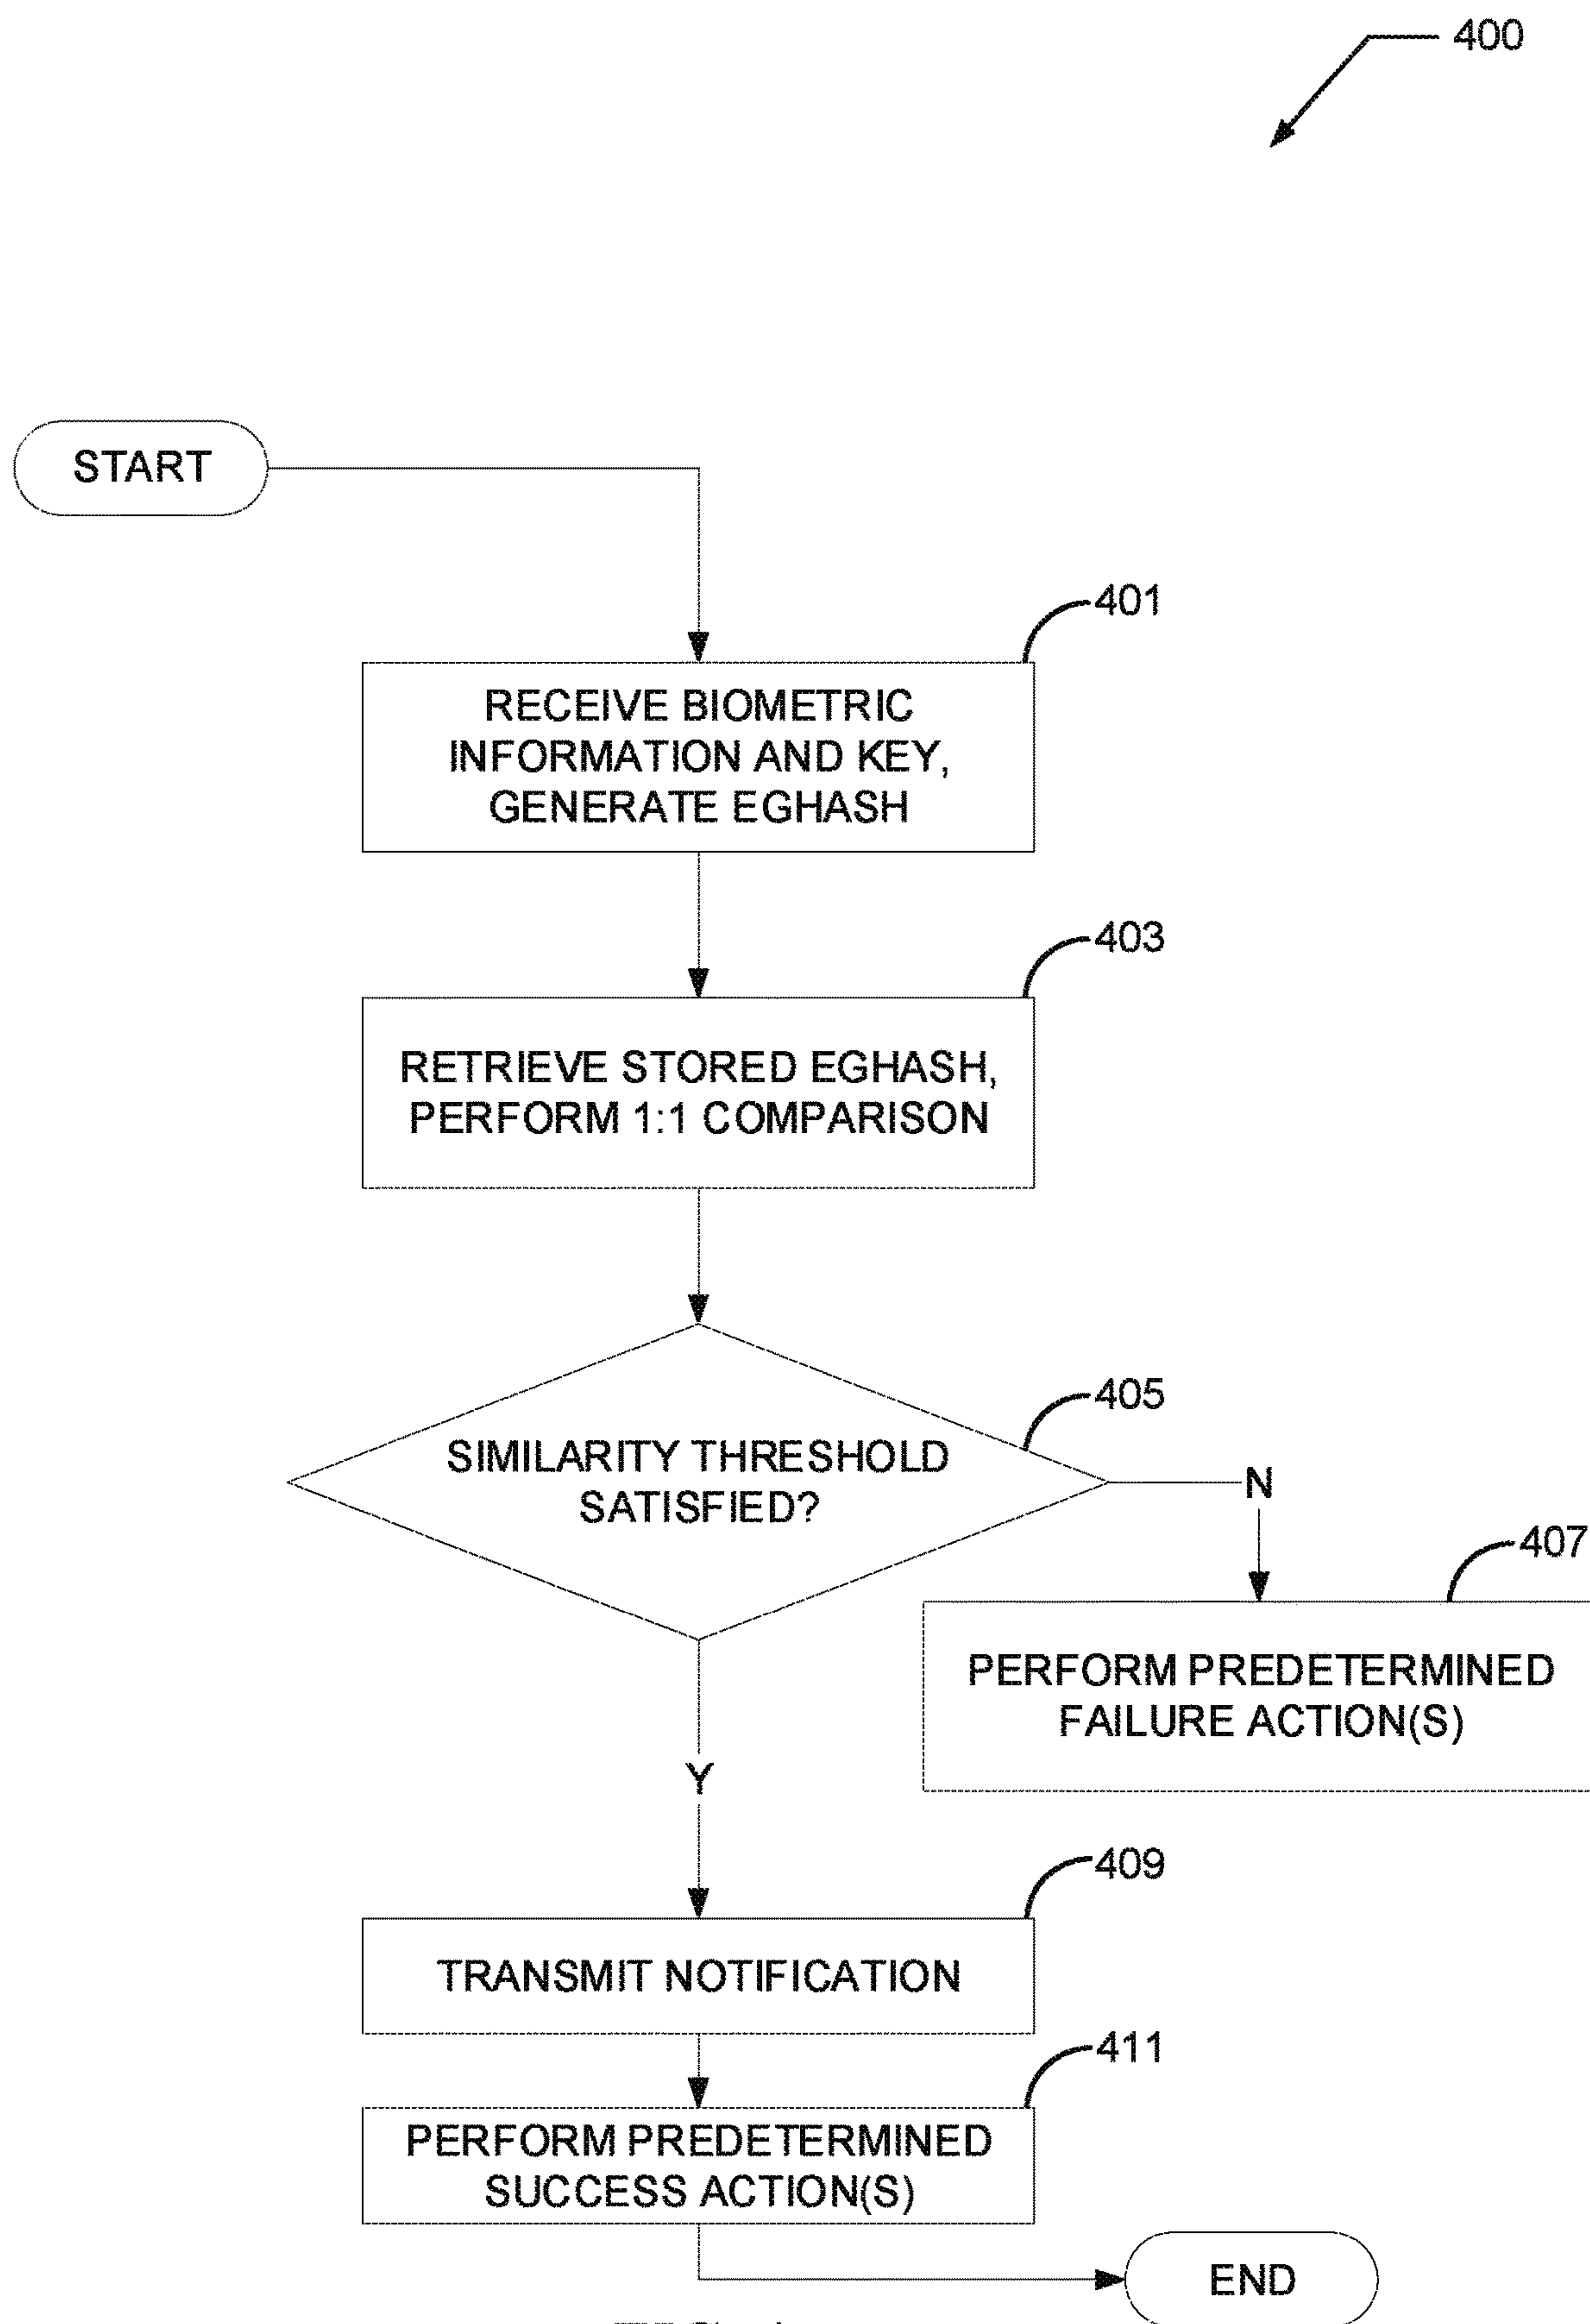 400
START
401
RECEIVE BIOMETRIC
INFORMATION AND KEY,
GENERATE EGHASH
403
RETRIEVE STORED EGHASH,
PERFORM 1:1 COMPARISON
405
SIMILARITY THRESHOLD
SATISFIED?
N
407
PERFORM PREDETERMINED
FAILURE ACTION(S)
Y
409
TRANSMIT NOTIFICATION
411
PERFORM PREDETERMINED
SUCCESS ACTION(S)
END